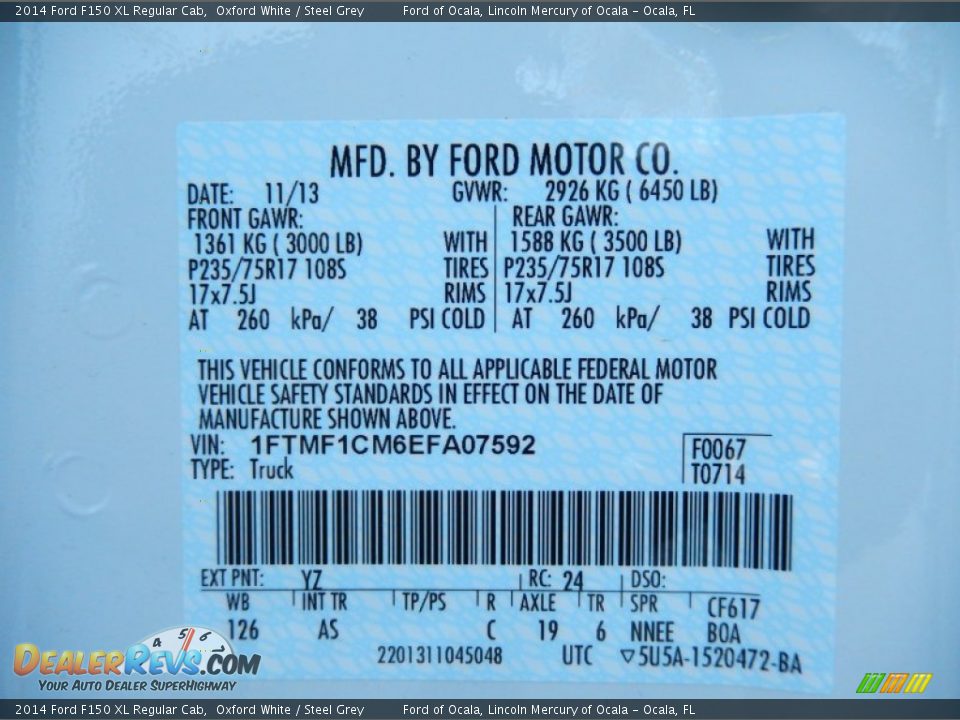 2014 Ford F150 XL Regular Cab, Oxford White / Steel Grey Ford of Ocala, Lincoln Mercury of Ocala - Ocala, FL
MFD. BY FORD MOTOR CO.
DATE: 11/13 GVWR: 2926 KG ( 6450 LB)
FRONT GAWR: REAR GAWR:
1361 KG ( 3000 LB) WITH 1588 KG ( 3500 LB) WITH
P235/75R17 108S TIRES P235/75R17 108S TIRES
17x7.5J RIMS 17x7.5J RIMS
AT 260 kPa/ 38 PSI COLD AT 260 kPa/ 38 PSI COLD
THIS VEHICLE CONFORMS TO ALL APPLICABLE FEDERAL MOTOR
VEHICLE SAFETY STANDARDS IN EFFECT ON THE DATE OF
MANUFACTURE SHOWN ABOVE.
VIN: 1FTMF1CM6EFA07592 F0067
TYPE: Truck T0714
EXT PNT: YZ RC: 24 DSO:
WB INT TR TP/PS R AXLE TR SPR CF617
126 AS C 19 6 NNEE BOA
2201311045048 UTC ▽5U5A-1520472-BA
4 5 6
DEALERREVS.COM
YOUR AUTO DEALER SUPERHIGHWAY
2014 Ford F150 XL Regular Cab, Oxford White / Steel Grey Ford of Ocala, Lincoln Mercury of Ocala - Ocala, FL